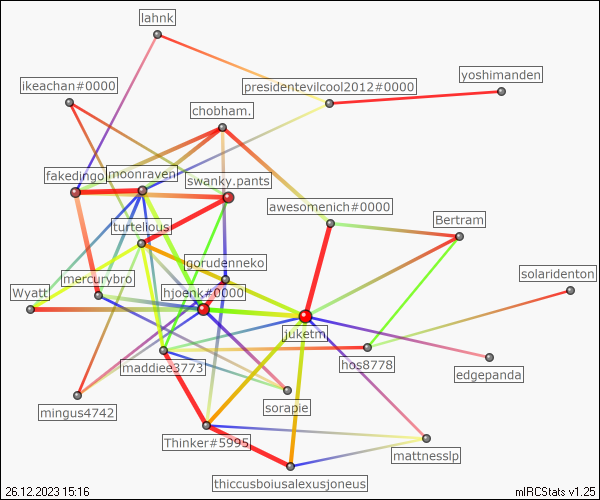 lahnk
yoshimanden
ikeachan#0000
presidentevilcool2012#0000
chobham.
fakedingo
moonraven
swanky.pants
awesomenich#0000
Bertram
turtelious
gorudenneko
solaridenton
mercurybro
Wyatt
hjoenk#0000
juketm
maddiee3773
hos8778
edgepanda
sorapie
mingus4742
Thinker#5995
mattnesslp
thiccusboiusalexusjoneus
26.12.2023 15:16
mIRCStats v1.25